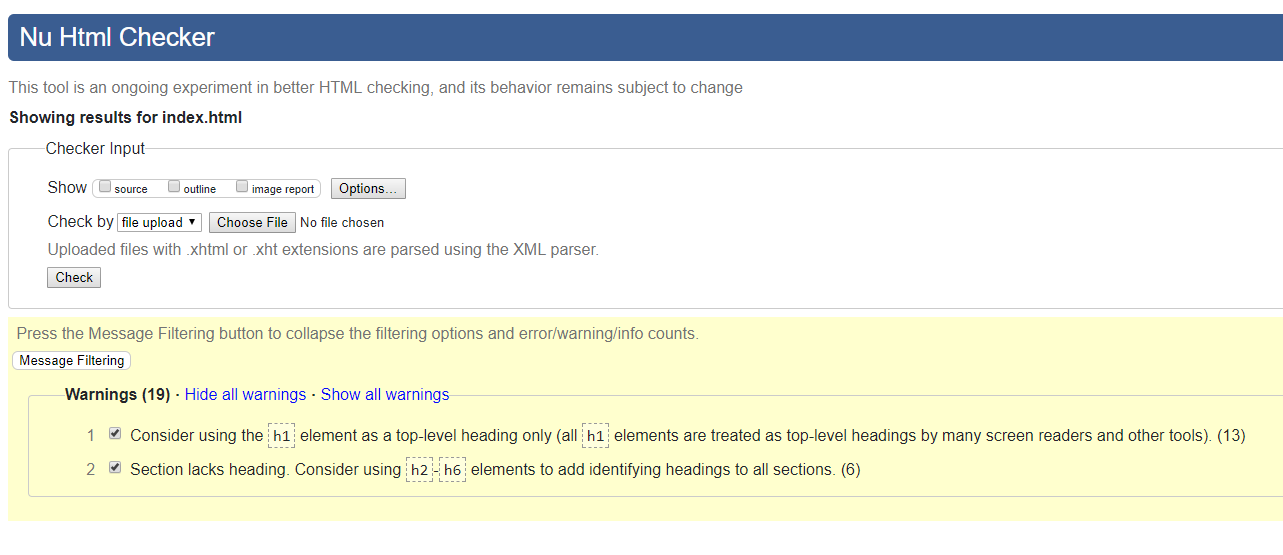 Nu Html Checker
This tool is an ongoing experiment in better HTML checking, and its behavior remains subject to change
Showing results for index.html
Checker Input
Show source outline image report Options...
Check by file upload ▼ Choose File No file chosen
Uploaded files with .xhtml or .xht extensions are parsed using the XML parser.
Check
Press the Message Filtering button to collapse the filtering options and error/warning/info counts.
Message Filtering
Warnings (19) · Hide all warnings · Show all warnings
1 Consider using the h1 element as a top-level heading only (all h1 elements are treated as top-level headings by many screen readers and other tools). (13)
2 Section lacks heading. Consider using h2-h6 elements to add identifying headings to all sections. (6)